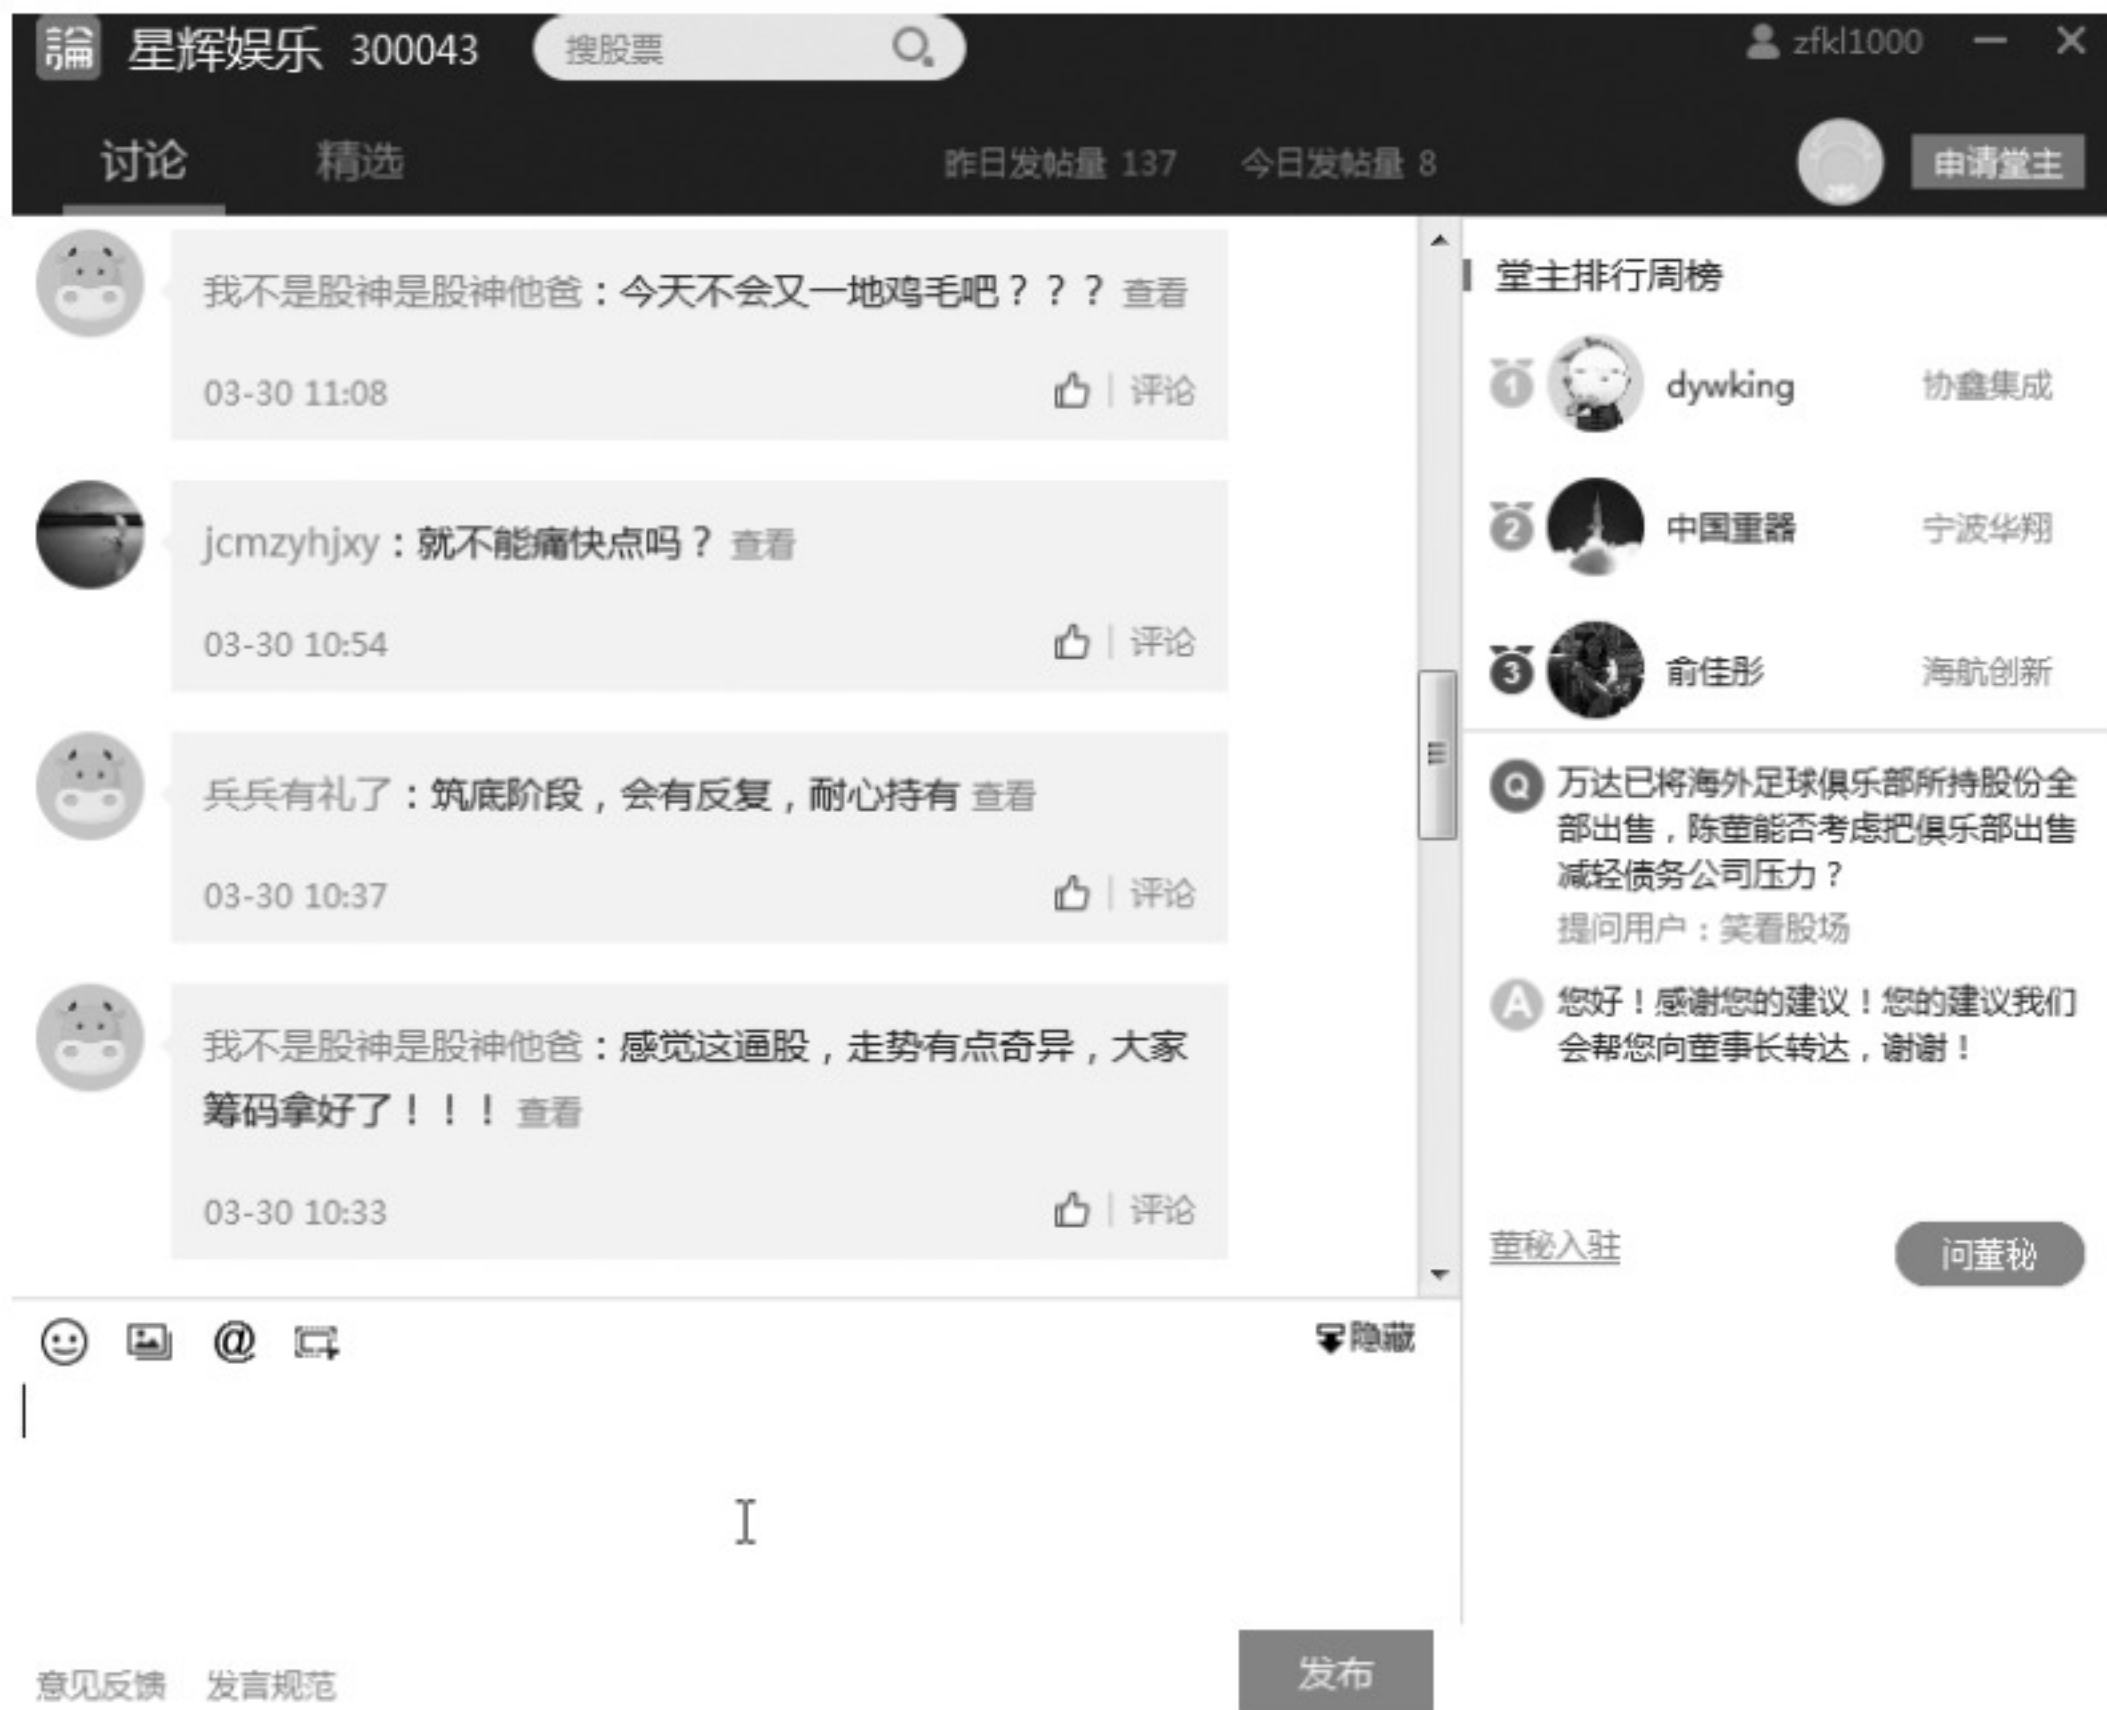 論 星辉娱乐 300043 搜股票 zfkl1000
讨论 精选 昨日发帖量 137 今日发帖量 8 申请堂主
我不是股神是股神他爸：今天不会又一地鸡毛吧？？？ 查看
03-30 11:08 评论
jcmzyhjxy：就不能痛快点吗？ 查看
03-30 10:54 评论
兵兵有礼了：筑底阶段，会有反复，耐心持有 查看
03-30 10:37 评论
我不是股神是股神他爸：感觉这逼股，走势有点奇异，大家
筹码拿好了！！！ 查看
03-30 10:33 评论
@ 隐藏
意见反馈 发言规范 发布
堂主排行周榜
1 dywking 协鑫集成
2 中国重器 宁波华翔
3 俞佳彤 海航创新
Q 万达已将海外足球俱乐部所持股份全
部出售，陈董能否考虑把俱乐部出售
减轻债务公司压力？
提问用户：笑看股场
A 您好！感谢您的建议！您的建议我们
会帮您向董事长转达，谢谢！
董秘入驻 问董秘